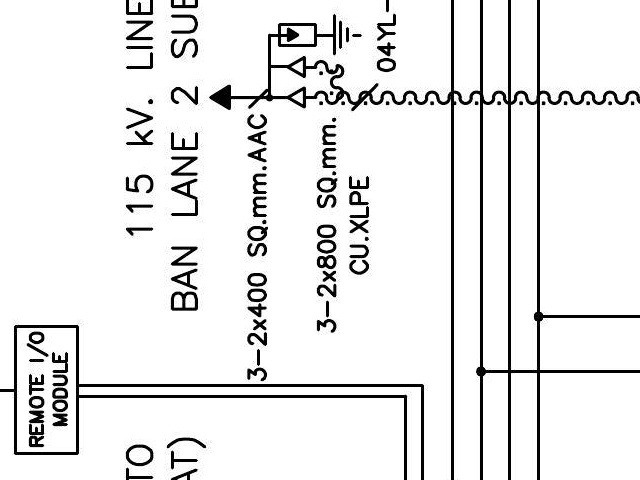 115 kV. LINE
BAN LANE 2 SUB
3-2x400 SQ.mm.AAC
3-2x800 SQ.mm.
CU.XLPE
04YL-
REMOTE I/O
MODULE
TO
AT)